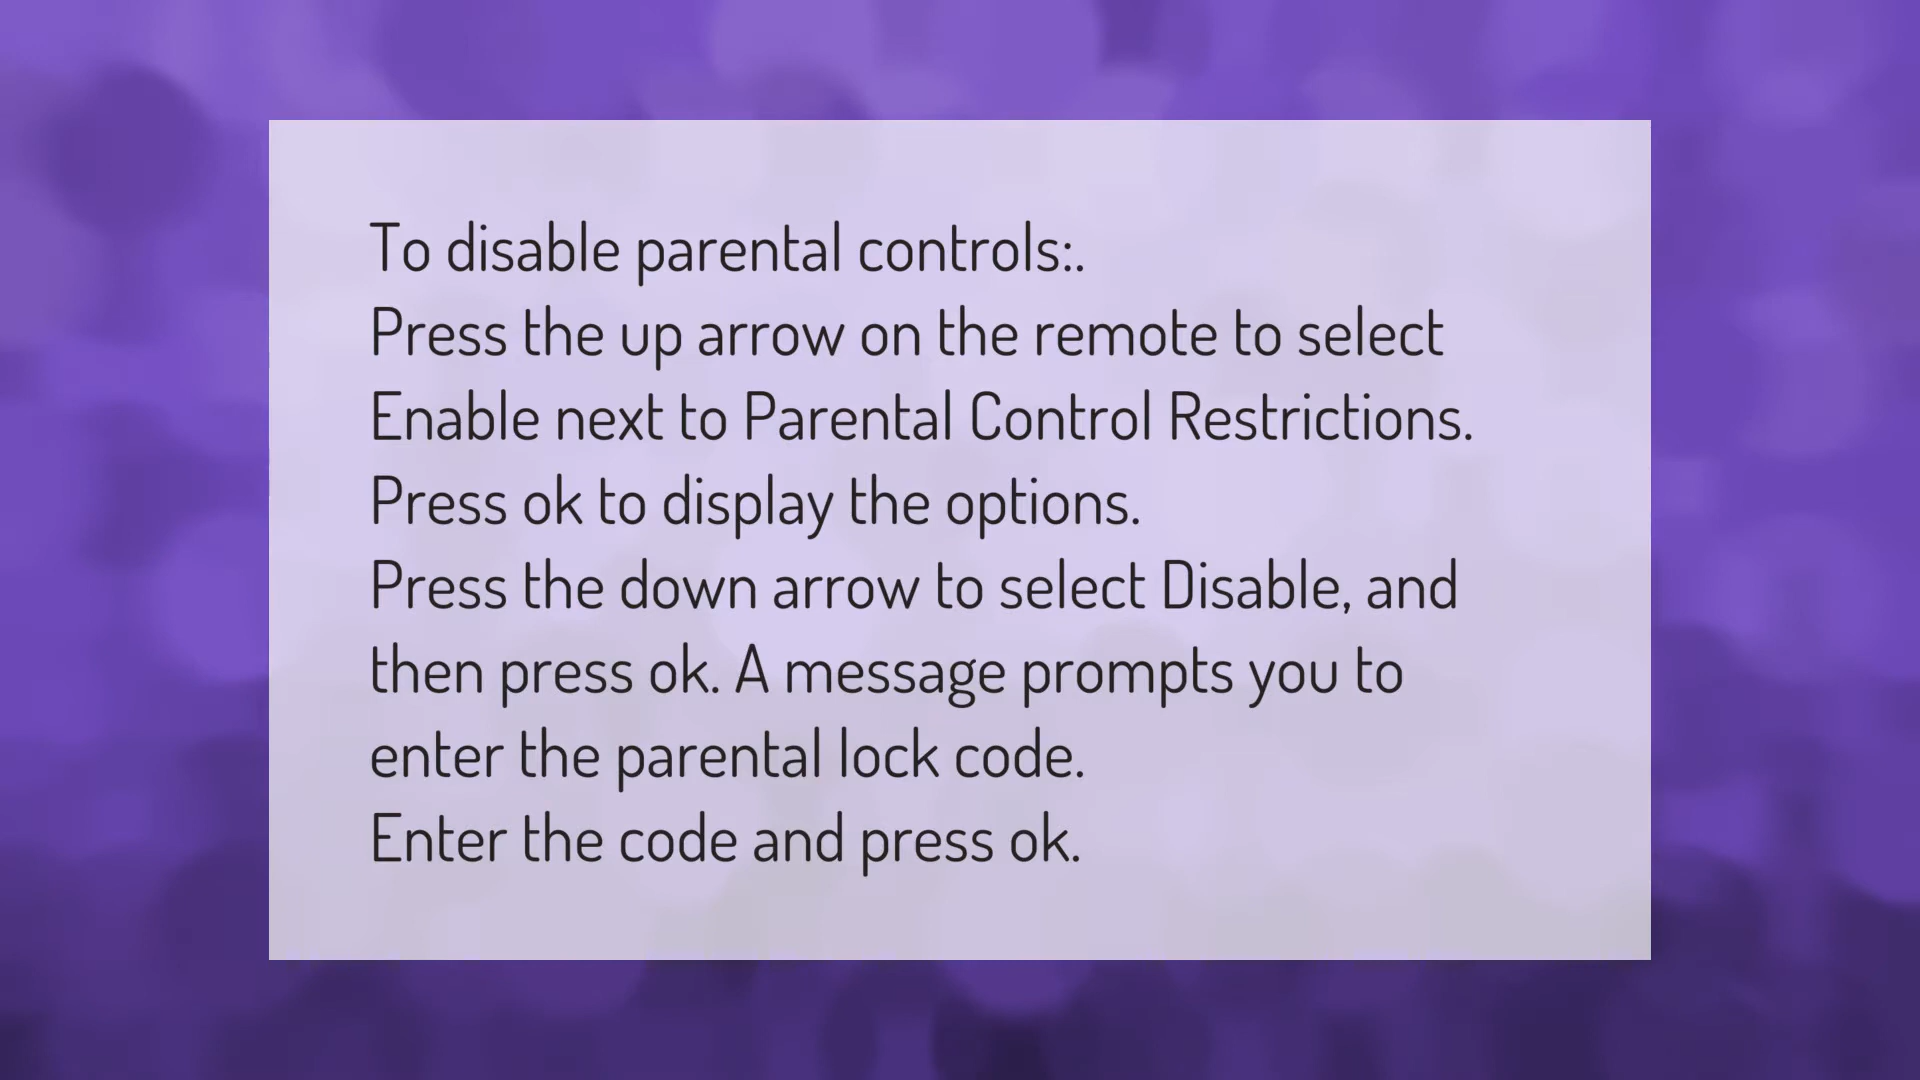 To disable parental controls:.
Press the up arrow on the remote to select
Enable next to Parental Control Restrictions.
Press ok to display the options.
Press the down arrow to select Disable, and
then press ok. A message prompts you to
enter the parental lock code.
Enter the code and press ok.